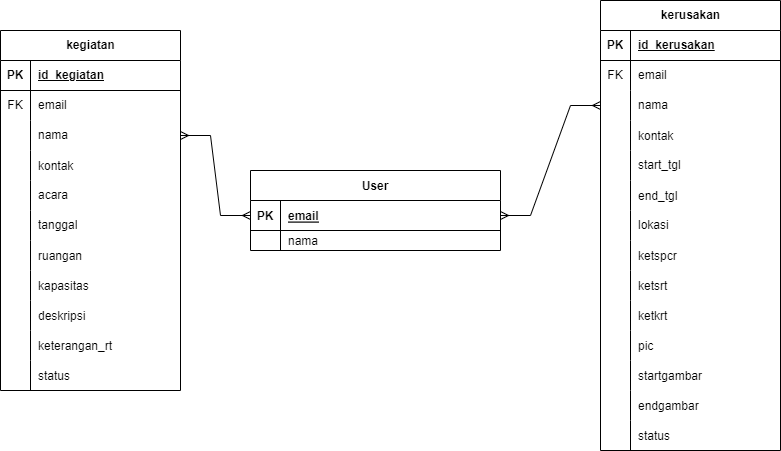 kegiatan
PK id_kegiatan
FK email
nama
kontak
acara
tanggal
ruangan
kapasitas
deskripsi
keterangan_rt
status
User
PK email
nama
kerusakan
PK id_kerusakan
FK email
nama
kontak
start_tgl
end_tgl
lokasi
ketspcr
ketsrt
ketkrt
pic
startgambar
endgambar
status